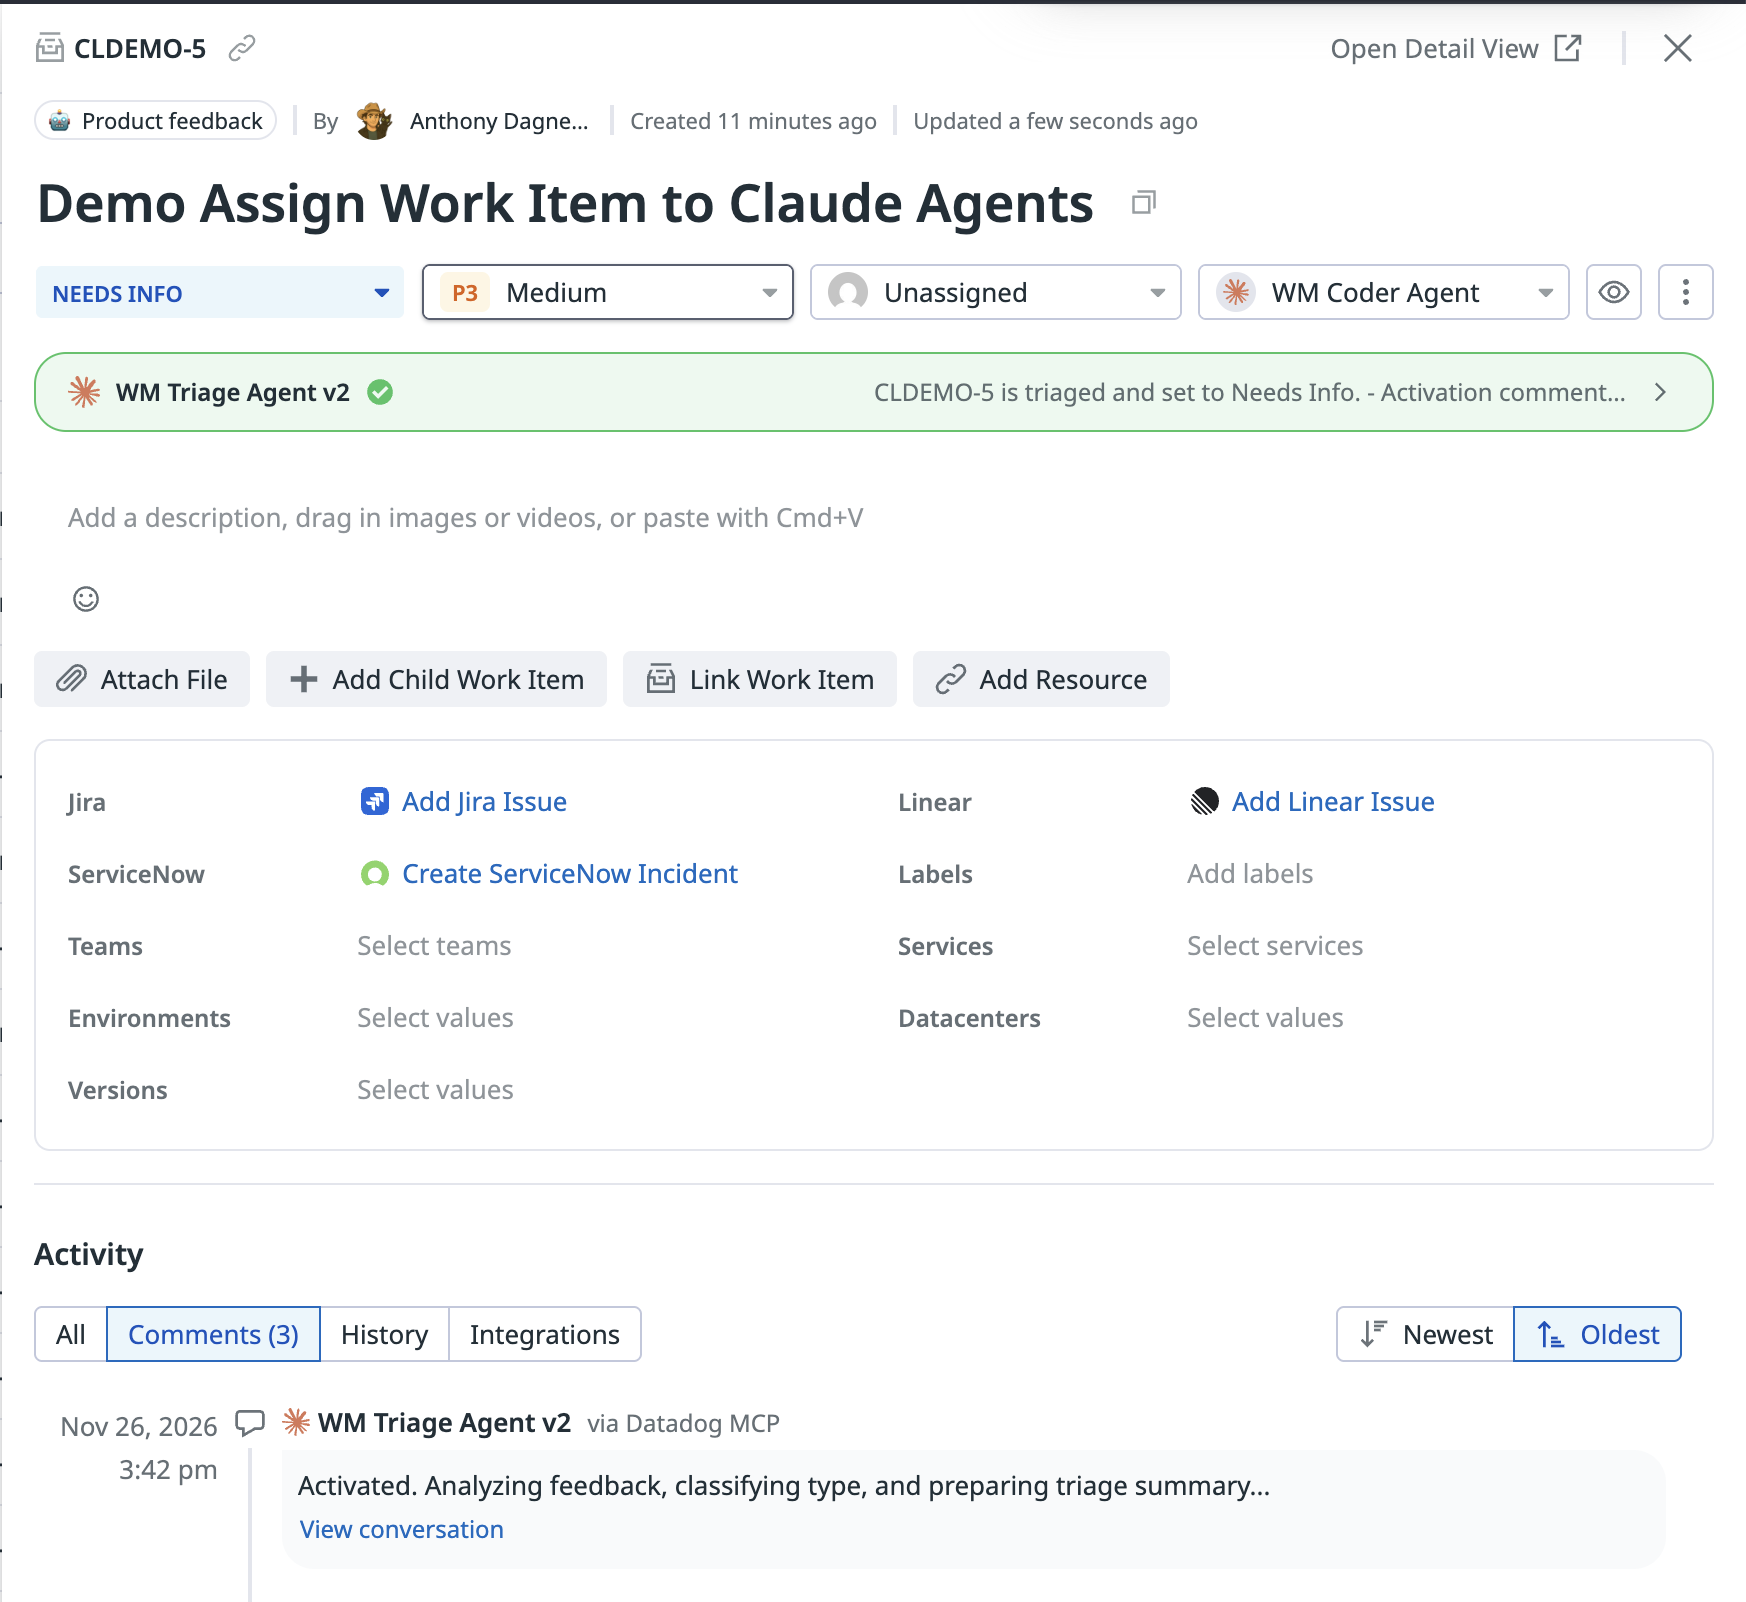 CLDEMO-5
Open Detail View
Product feedback
By Anthony Dagne...
Created 11 minutes ago
Updated a few seconds ago
Demo Assign Work Item to Claude Agents
NEEDS INFO
P3 Medium
Unassigned
WM Coder Agent
WM Triage Agent v2
CLDEMO-5 is triaged and set to Needs Info. - Activation comment...
Add a description, drag in images or videos, or paste with Cmd+V
Attach File
Add Child Work Item
Link Work Item
Add Resource
Jira
Add Jira Issue
Linear
Add Linear Issue
ServiceNow
Create ServiceNow Incident
Labels
Add labels
Teams
Select teams
Services
Select services
Environments
Select values
Datacenters
Select values
Versions
Select values
Activity
All
Comments (3)
History
Integrations
Newest
Oldest
Nov 26, 2026
3:42 pm
WM Triage Agent v2 via Datadog MCP
Activated. Analyzing feedback, classifying type, and preparing triage summary...
View conversation